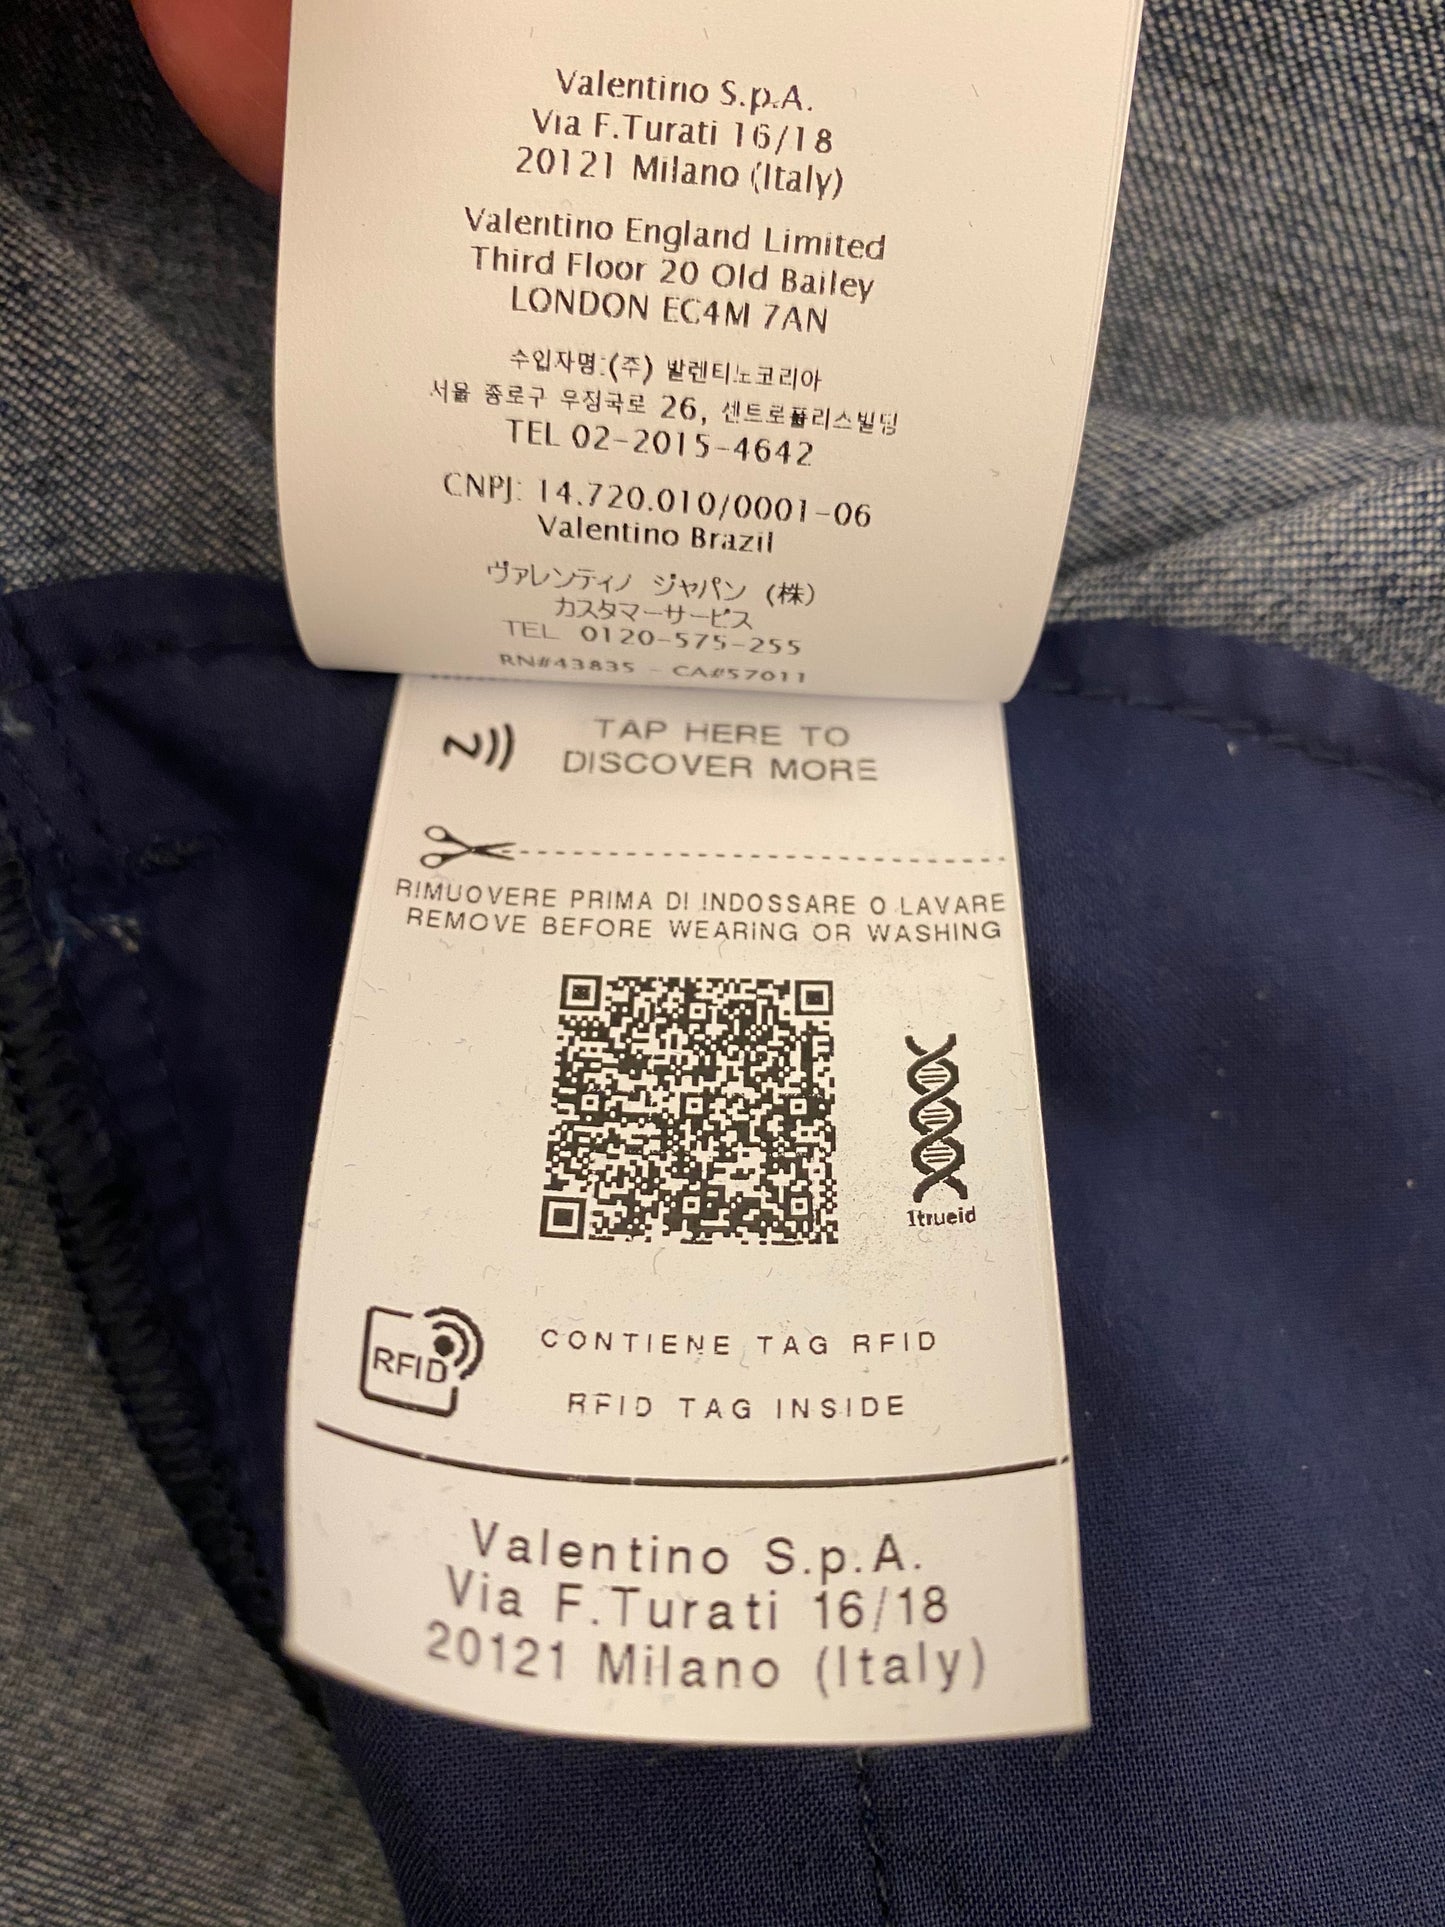 Valentino S.p.A.
Via F.Turati 16/18
20121 Milano (Italy)
Valentino England Limited
Third Floor 20 Old Bailey
LONDON EC4M 7AN
수입자명:(주) 발렌티노코리아
서울 종로구 우정국로 26, 센트로폴리스빌딩
TEL 02-2015-4642
CNPJ: 14.720.010/0001-06
Valentino Brazil
ヴァレンティノ ジャパン (株)
カスタマーサービス
TEL 0120-575-255
RN#43835 - CA#57011
TAP HERE TO
DISCOVER MORE
RIMUOVERE PRIMA DI INDOSSARE O LAVARE
REMOVE BEFORE WEARING OR WASHING
1trueid
RFID
CONTIENE TAG RFID
RFID TAG INSIDE
Valentino S.p.A.
Via F.Turati 16/18
20121 Milano (Italy)